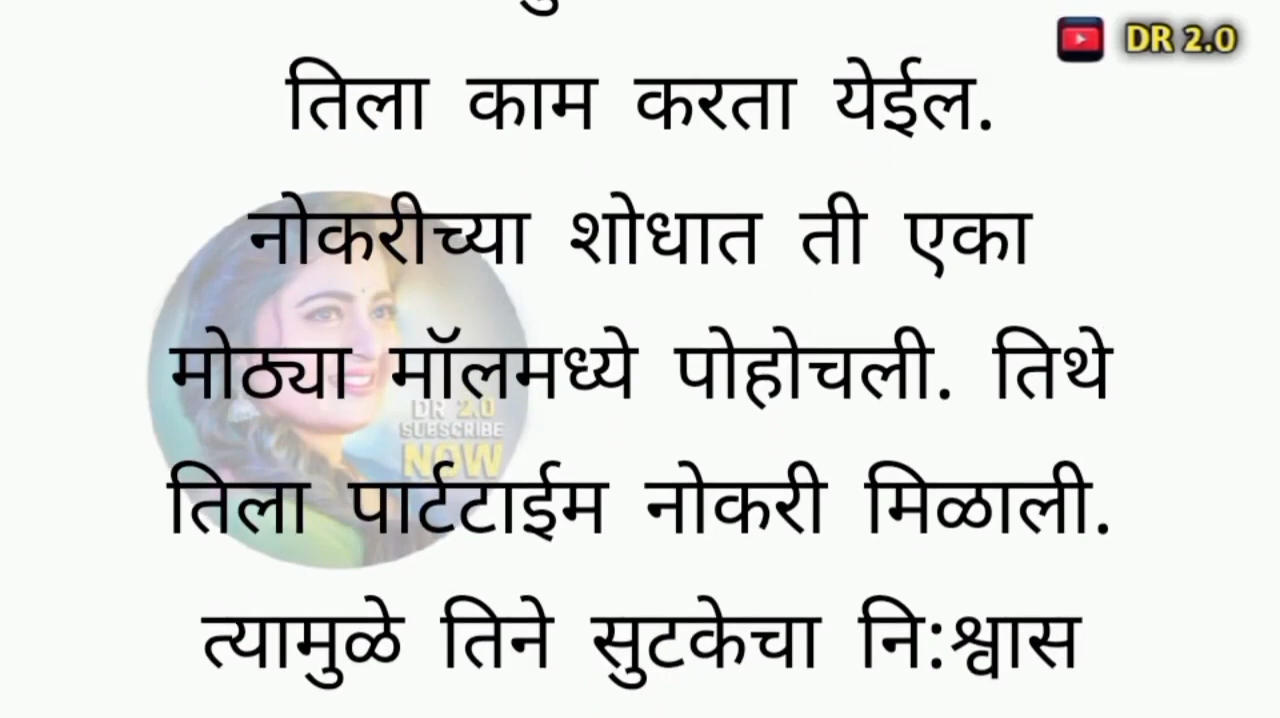 DR 2.0
तिला काम करता येईल.
नोकरीच्या शोधात ती एका
मोठ्या मॉलमध्ये पोहोचली. तिथे
DR 2.0
SUBSCRIBE
NOW
तिला पार्टटाईम नोकरी मिळाली.
त्यामुळे तिने सुटकेचा नि:श्वास